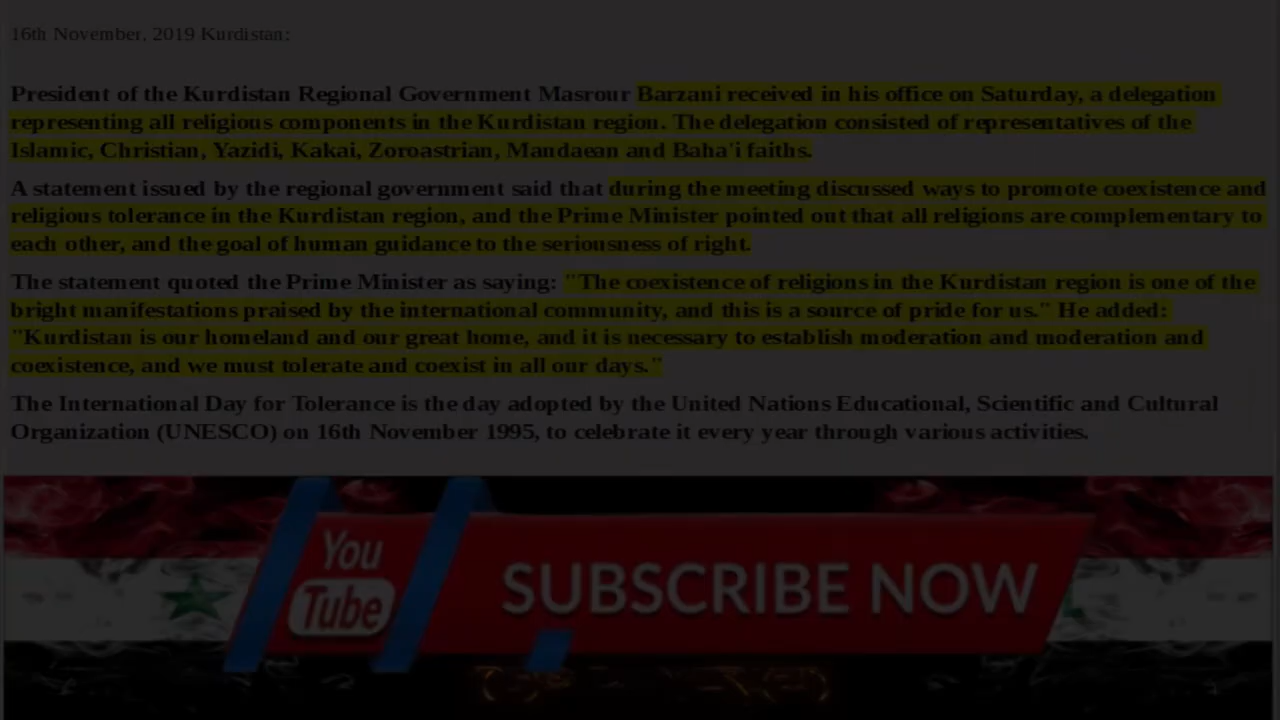 16th November, 2019 Kurdistan:
President of the Kurdistan Regional Government Masrour Barzani received in his office on Saturday, a delegation
representing all religious components in the Kurdistan region. The delegation consisted of representatives of the
Islamic, Christian, Yazidi, Kakai, Zoroastrian, Mandaean and Baha'i faiths.
A statement issued by the regional government said that during the meeting discussed ways to promote coexistence and
religious tolerance in the Kurdistan region, and the Prime Minister pointed out that all religions are complementary to
each other, and the goal of human guidance to the seriousness of right.
The statement quoted the Prime Minister as saying: "The coexistence of religions in the Kurdistan region is one of the
bright manifestations praised by the international community, and this is a source of pride for us." He added:
"Kurdistan is our homeland and our great home, and it is necessary to establish moderation and moderation and
coexistence, and we must tolerate and coexist in all our days."
The International Day for Tolerance is the day adopted by the United Nations Educational, Scientific and Cultural
Organization (UNESCO) on 16th November 1995, to celebrate it every year through various activities.
You
Tube
SUBSCRIBE NOW